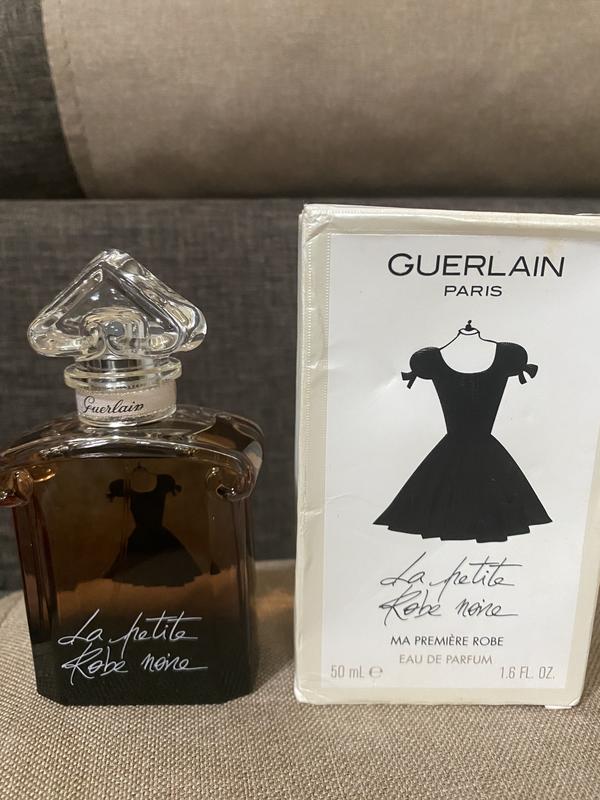 Guerlain
La petite
Robe noire
GUERLAIN
PARIS
La petite
Robe noire
MA PREMIÈRE ROBE
EAU DE PARFUM
50 mL ℮ 1.6 FL. OZ.